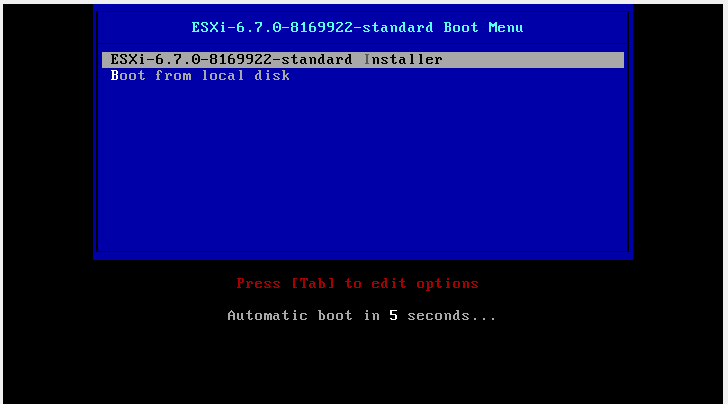 ESXi-6.7.0-8169922-standard Boot Menu
ESXi-6.7.0-8169922-standard Installer
Boot from local disk
Press [Tab] to edit options
Automatic boot in 5 seconds...